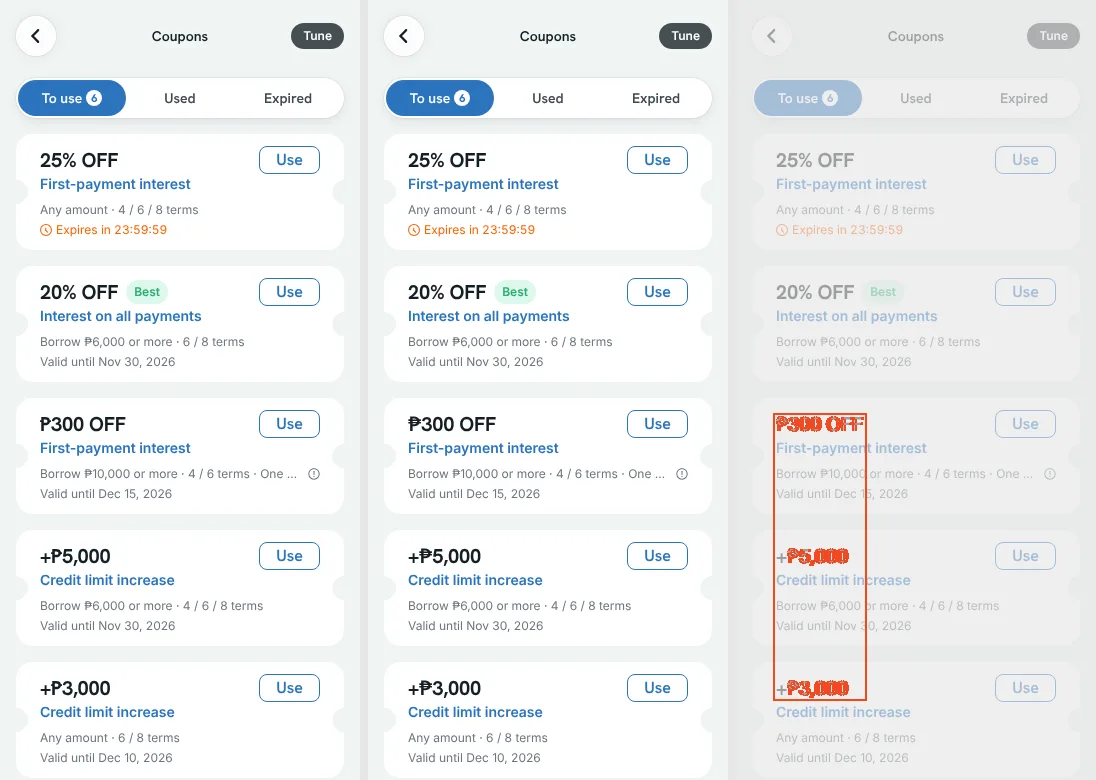 Coupons
Tune
To use 6
Used
Expired
25% OFF
Use
First-payment interest
Any amount · 4 / 6 / 8 terms
Expires in 23:59:59
20% OFF Best
Use
Interest on all payments
Borrow ₱6,000 or more · 6 / 8 terms
Valid until Nov 30, 2026
P300 OFF
Use
First-payment interest
Borrow ₱10,000 or more · 4 / 6 terms · One ...
Valid until Dec 15, 2026
+P5,000
Use
Credit limit increase
Borrow ₱6,000 or more · 4 / 6 / 8 terms
Valid until Nov 30, 2026
+P3,000
Use
Credit limit increase
Any amount · 6 / 8 terms
Valid until Dec 10, 2026
Coupons
Tune
To use 6
Used
Expired
25% OFF
Use
First-payment interest
Any amount · 4 / 6 / 8 terms
Expires in 23:59:59
20% OFF Best
Use
Interest on all payments
Borrow ₱6,000 or more · 6 / 8 terms
Valid until Nov 30, 2026
₱300 OFF
Use
First-payment interest
Borrow ₱10,000 or more · 4 / 6 terms · One ...
Valid until Dec 15, 2026
+₱5,000
Use
Credit limit increase
Borrow ₱6,000 or more · 4 / 6 / 8 terms
Valid until Nov 30, 2026
+₱3,000
Use
Credit limit increase
Any amount · 6 / 8 terms
Valid until Dec 10, 2026
Coupons
Tune
To use 6
Used
Expired
25% OFF
Use
First-payment interest
Any amount · 4 / 6 / 8 terms
Expires in 23:59:59
20% OFF Best
Use
Interest on all payments
Borrow ₱6,000 or more · 6 / 8 terms
Valid until Nov 30, 2026
₱300 OFF
Use
First-payment interest
Borrow ₱10,000 or more · 4 / 6 terms · One ...
Valid until Dec 15, 2026
+₱5,000
Use
Credit limit increase
Borrow ₱6,000 or more · 4 / 6 / 8 terms
Valid until Nov 30, 2026
+₱3,000
Use
Credit limit increase
Any amount · 6 / 8 terms
Valid until Dec 10, 2026